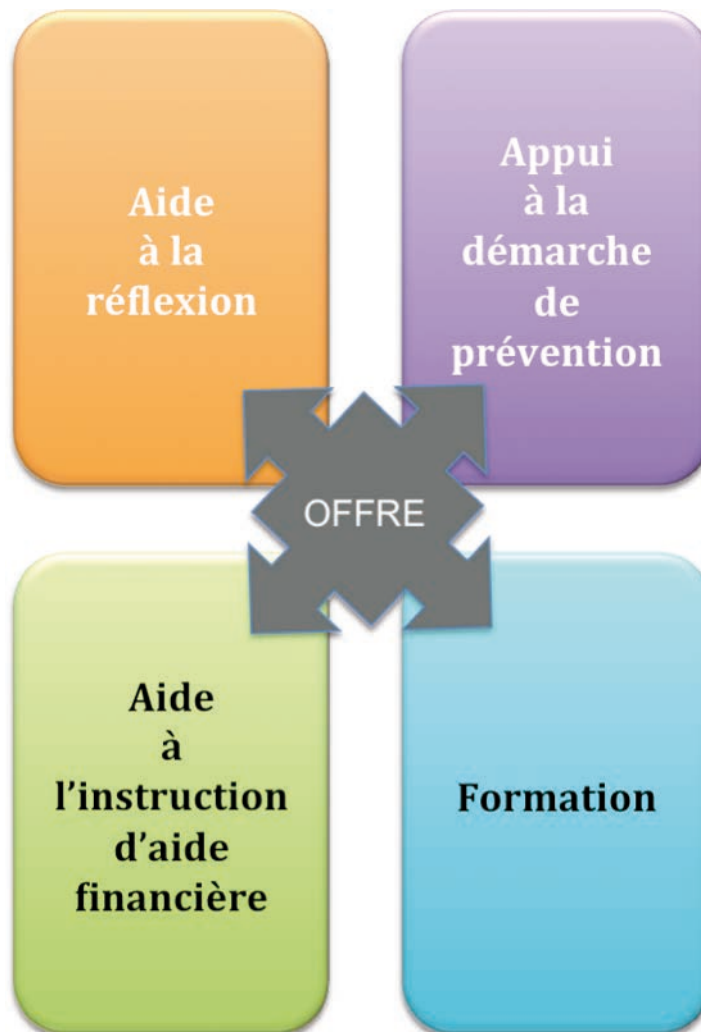 Aide
à la
réflexion
Appui
à la
démarche
de
prévention
OFFRE
Aide
à
l’instruction
d’aide
financière
Formation